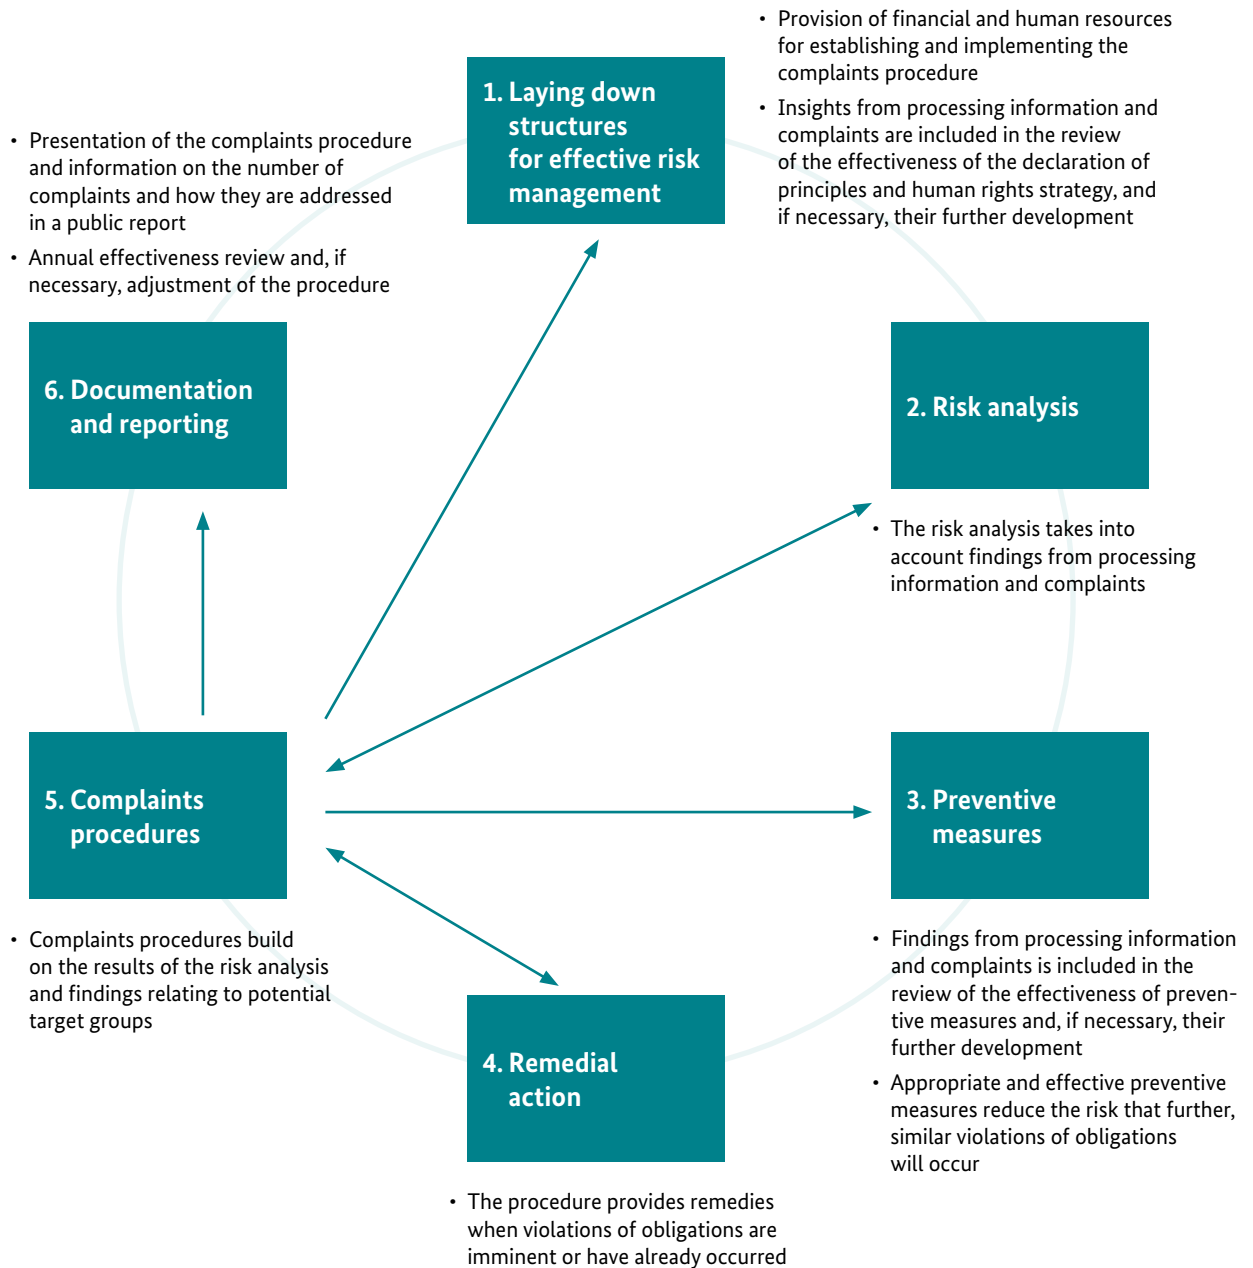 1. Laying down
structures
for effective risk
management
• Provision of financial and human resources
for establishing and implementing the
complaints procedure
• Insights from processing information and
complaints are included in the review
of the effectiveness of the declaration of
principles and human rights strategy, and
if necessary, their further development
2. Risk analysis
• The risk analysis takes into
account findings from processing
information and complaints
3. Preventive
measures
• Findings from processing information
and complaints is included in the
review of the effectiveness of preven-
tive measures and, if necessary, their
further development
• Appropriate and effective preventive
measures reduce the risk that further,
similar violations of obligations
will occur
4. Remedial
action
• The procedure provides remedies
when violations of obligations are
imminent or have already occurred
5. Complaints
procedures
• Complaints procedures build
on the results of the risk analysis
and findings relating to potential
target groups
• Presentation of the complaints procedure
and information on the number of
complaints and how they are addressed
in a public report
• Annual effectiveness review and, if
necessary, adjustment of the procedure
6. Documentation
and reporting